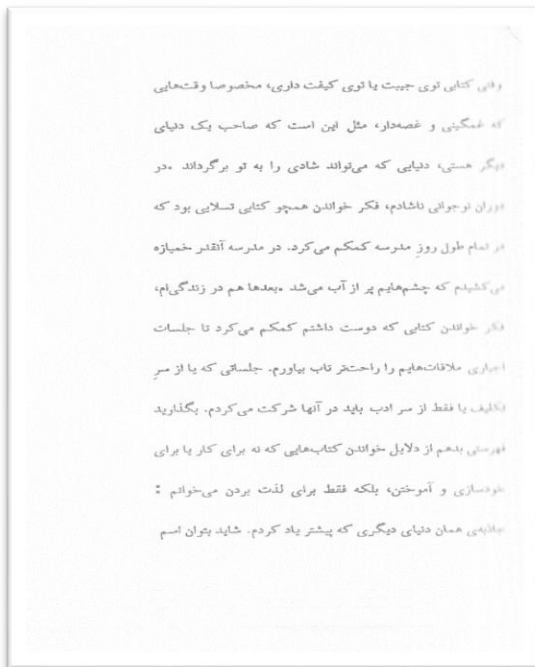 وقتی کتابی توی جیبت یا توی کیفت داری، مخصوصا وقت‌هایی
که غمگینی و غصه‌دار، مثل این است که صاحب یک دنیای
دیگر هستی، دنیایی که می‌تواند شادی را به تو برگرداند .در
دوران نوجوانی ناشادم، فکر خواندن همچو کتابی تسلایی بود که
در تمام طول روزِ مدرسه کمکم می‌کرد. در مدرسه آنقدر خمیازه
می‌کشیدم که چشم‌هایم پر از آب می‌شد .بعدها هم در زندگی‌ام،
فکر خواندن کتابی که دوست داشتم کمکم می‌کرد تا جلسات
اجباری ملاقات‌هایم را راحت‌تر تاب بیاورم. جلساتی که یا از سرِ
تکلیف یا فقط از سر ادب باید در آنها شرکت می‌کردم. بگذارید
فهرستی بدهم از دلایل خواندن کتاب‌هایی که نه برای کار یا برای
خودسازی و آموختن، بلکه فقط برای لذت بردن می‌خوانم :
جاذبه‌ی همان دنیای دیگری که پیشتر یاد کردم. شاید بتوان اسم